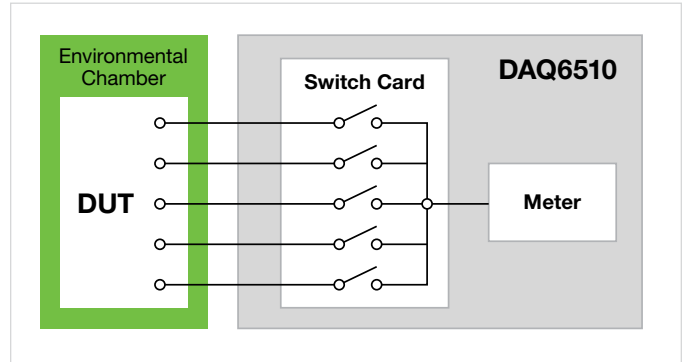 Environmental
Chamber
DUT
Switch Card
DAQ6510
Meter